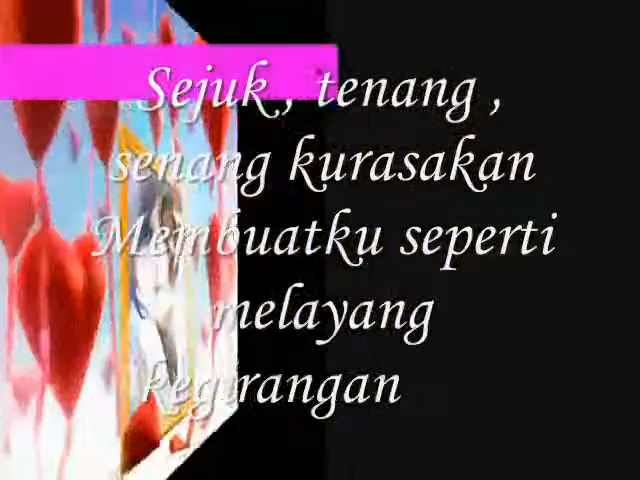 Sejuk , tenang ,
senang kurasakan
Membuatku seperti
melayang
kegirangan